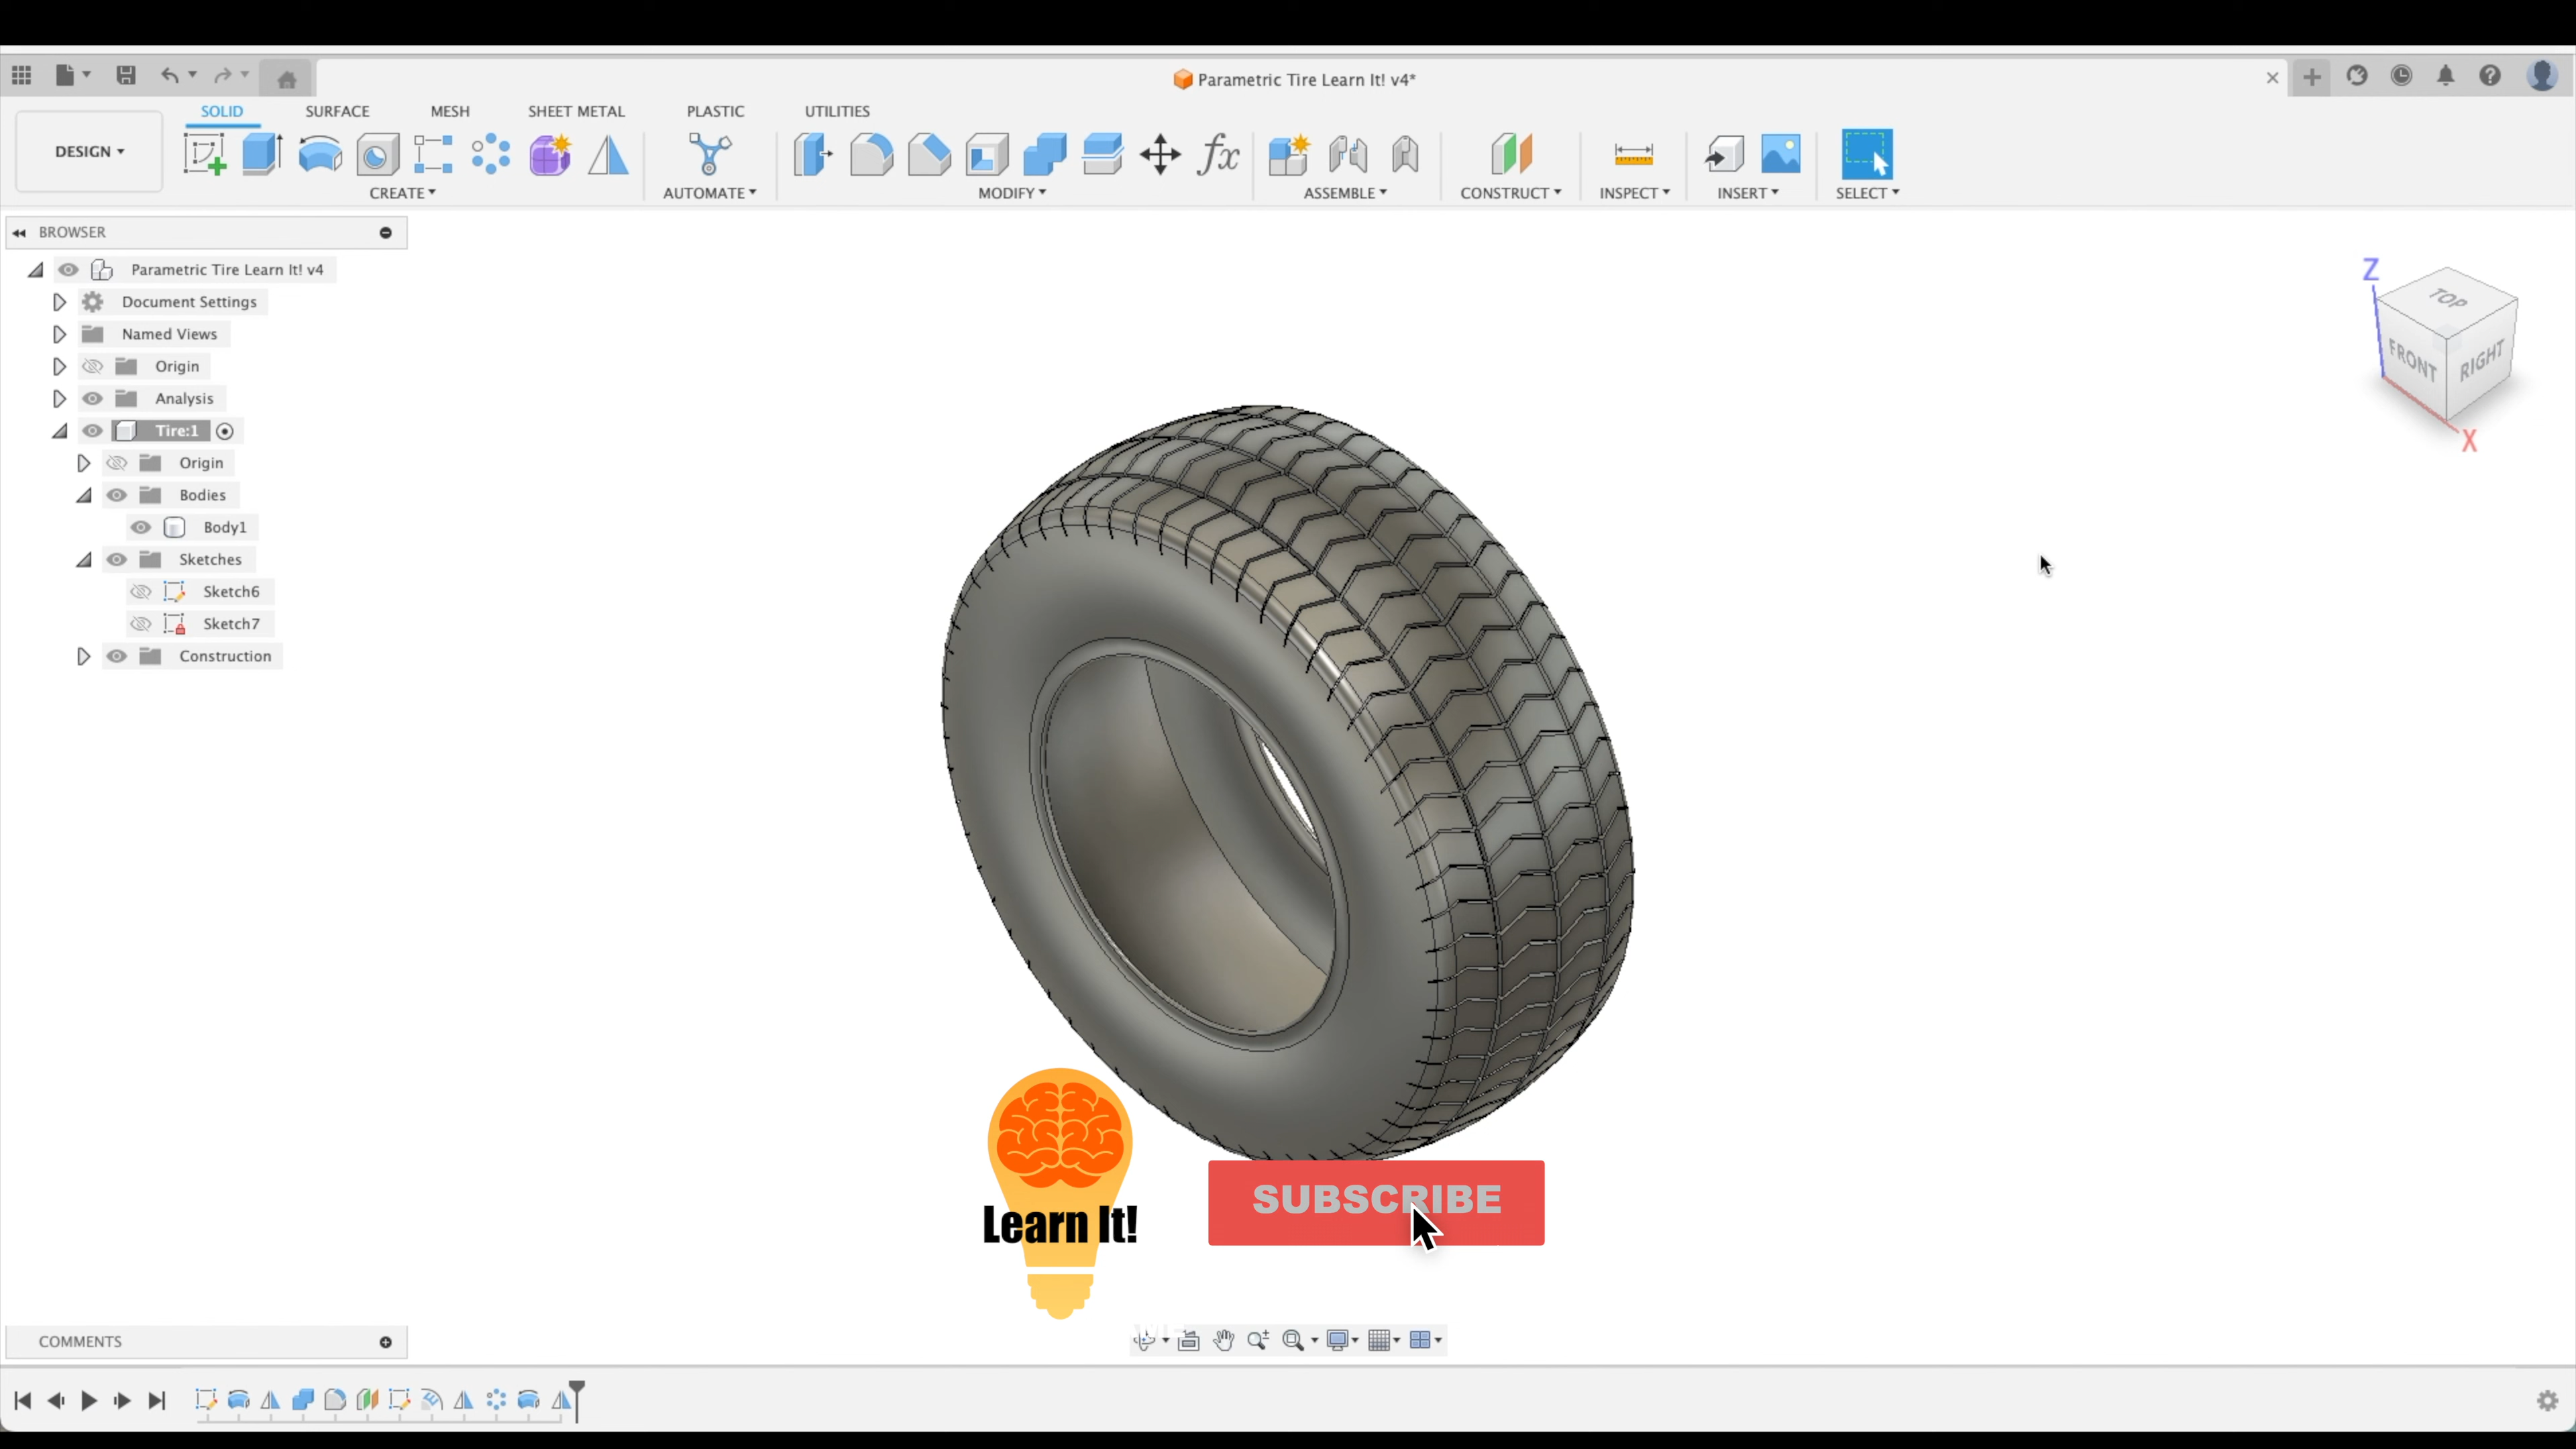 Parametric Tire Learn It! v4*
DESIGN
SOLID
SURFACE
MESH
SHEET METAL
PLASTIC
UTILITIES
fx
CREATE
AUTOMATE
MODIFY
ASSEMBLE
CONSTRUCT
INSPECT
INSERT
SELECT
BROWSER
Parametric Tire Learn It! v4
Document Settings
Named Views
Origin
Analysis
Tire:1
Origin
Bodies
Body1
Sketches
Sketch6
Sketch7
Construction
Z
TOP
FRONT
RIGHT
X
Learn It!
SUBSCRIBE
COMMENTS